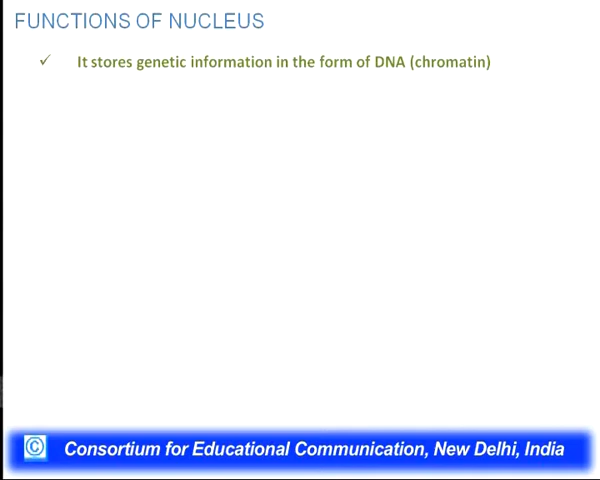 FUNCTIONS OF NUCLEUS
✓ It stores genetic information in the form of DNA (chromatin)
© Consortium for Educational Communication, New Delhi, India